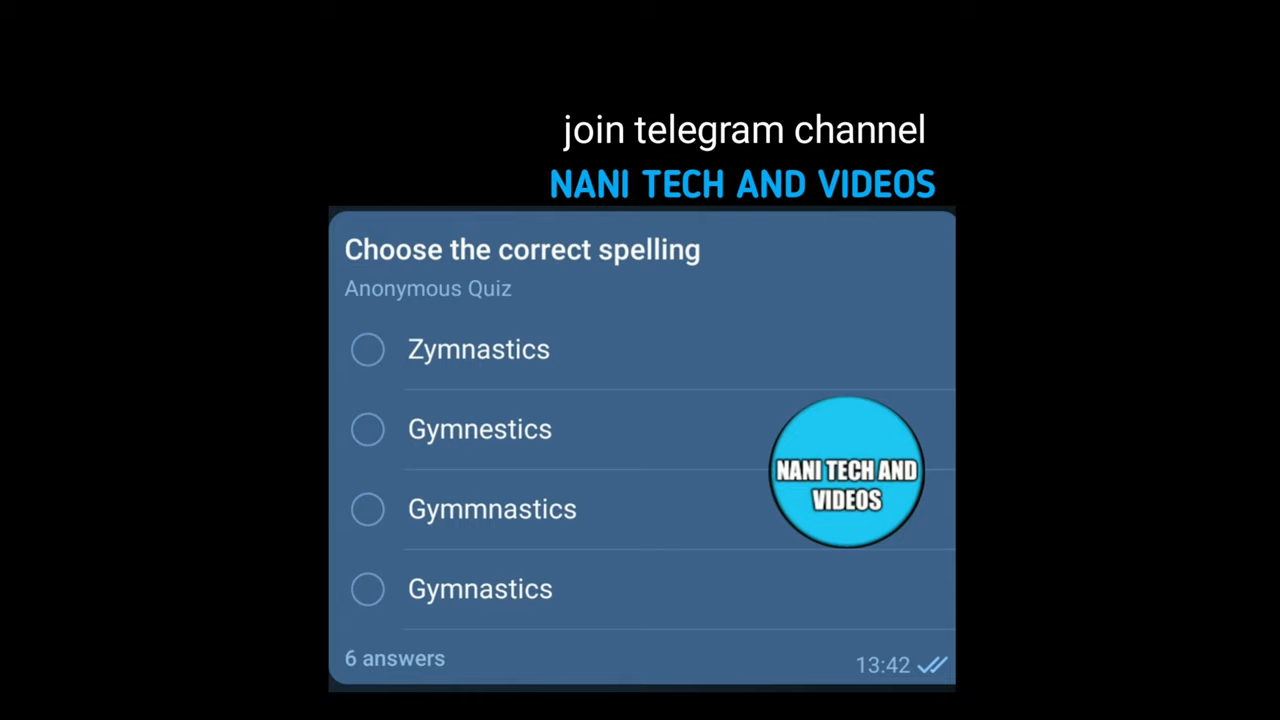 join telegram channel
NANI TECH AND VIDEOS
Choose the correct spelling
Anonymous Quiz
Zymnastics
Gymnestics
Gymmnastics
Gymnastics
NANI TECH AND
VIDEOS
6 answers
13:42